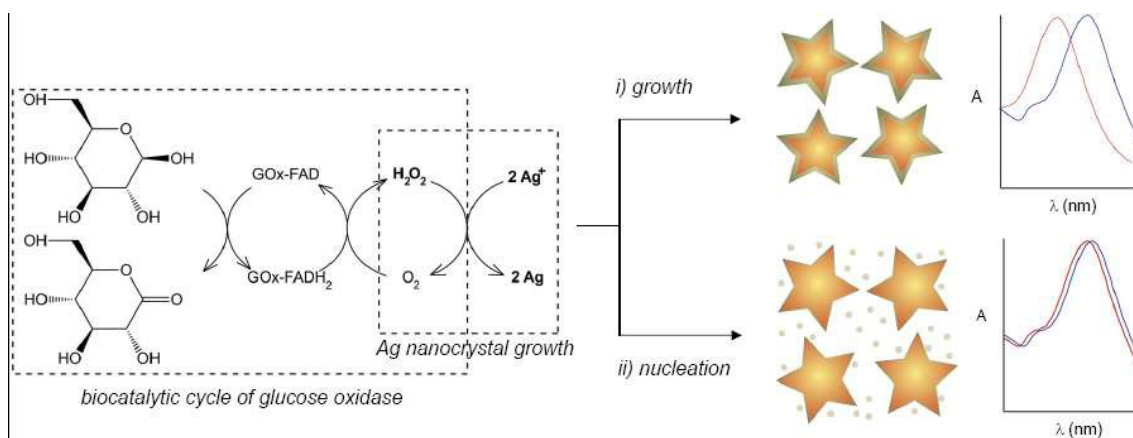 OH
O
HO
OH
HO
OH
OH
O
HO
O
HO
OH
GOx-FAD
GOx-FADH2
H2O2
O2
2 Ag+
2 Ag
Ag nanocrystal growth
biocatalytic cycle of glucose oxidase
i) growth
ii) nucleation
A
λ (nm)
A
λ (nm)